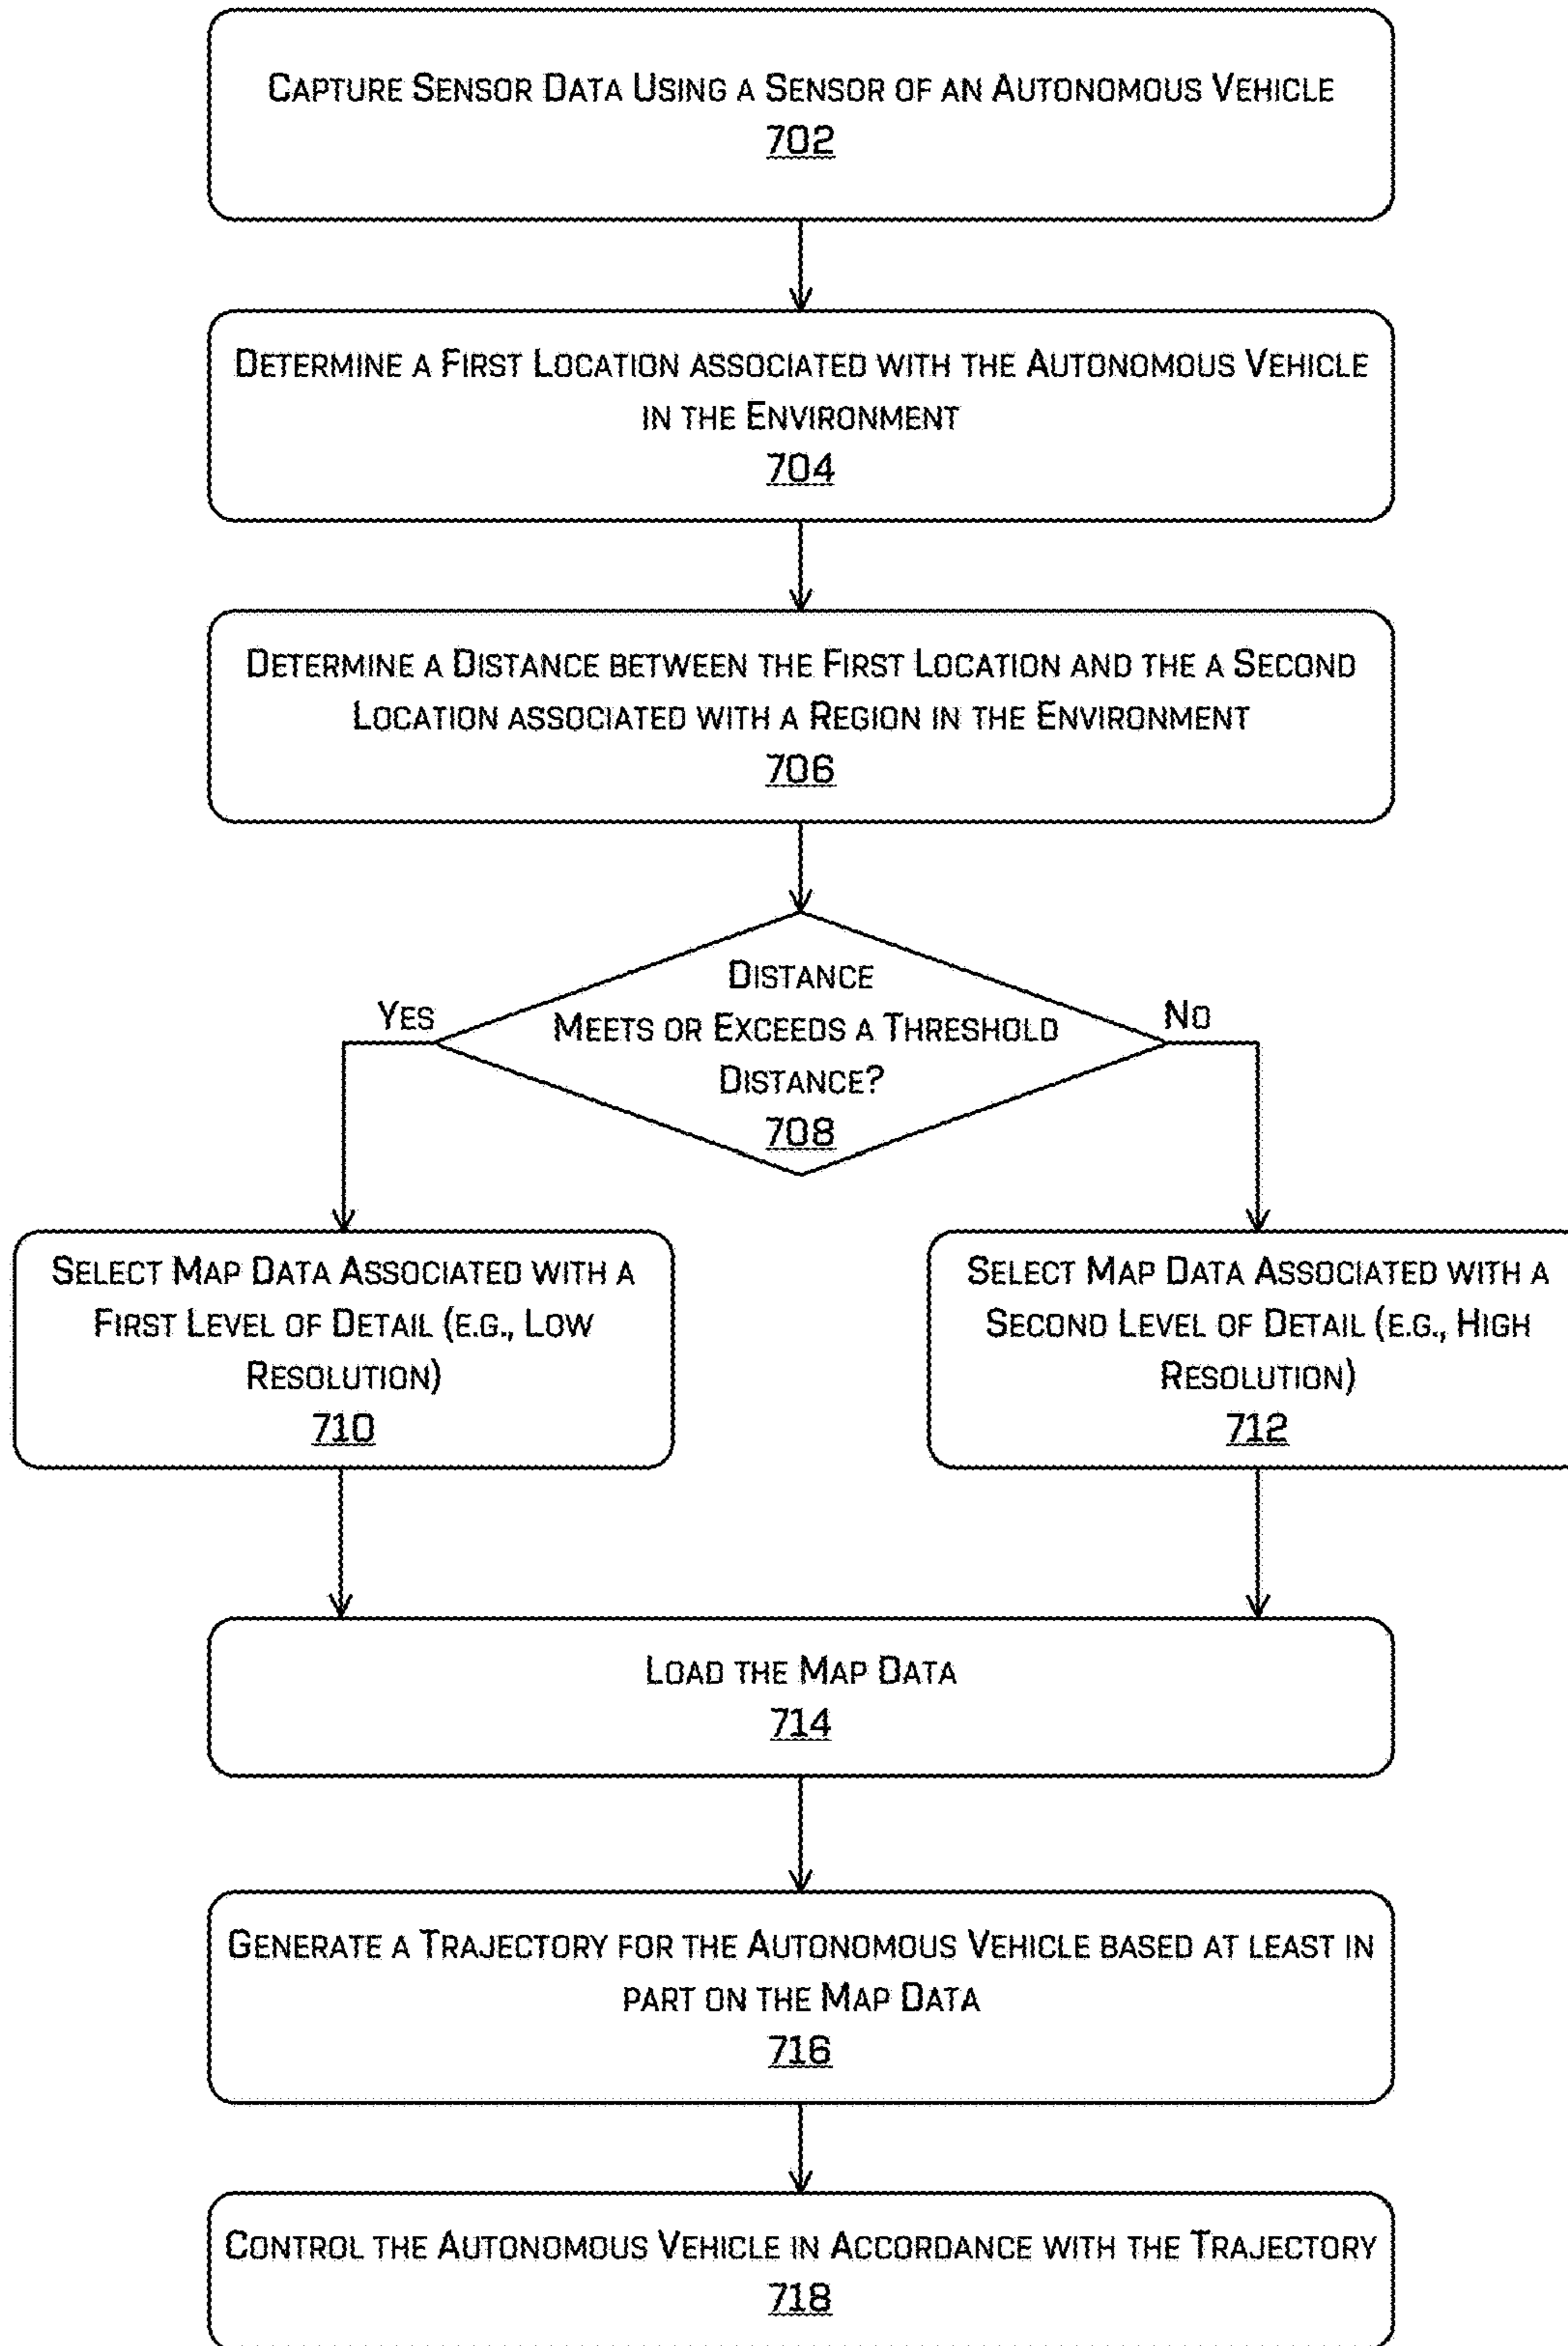 Capture Sensor Data Using a Sensor of an Autonomous Vehicle
702
Determine a First Location associated with the Autonomous Vehicle
in the Environment
704
Determine a Distance between the First Location and the a Second
Location associated with a Region in the Environment
706
Distance
Meets or Exceeds a Threshold
Distance?
708
Yes
No
Select Map Data Associated with a
First Level of Detail (e.g., Low
Resolution)
710
Select Map Data Associated with a
Second Level of Detail (e.g., High
Resolution)
712
Load the Map Data
714
Generate a Trajectory for the Autonomous Vehicle based at least in
part on the Map Data
716
Control the Autonomous Vehicle in Accordance with the Trajectory
718